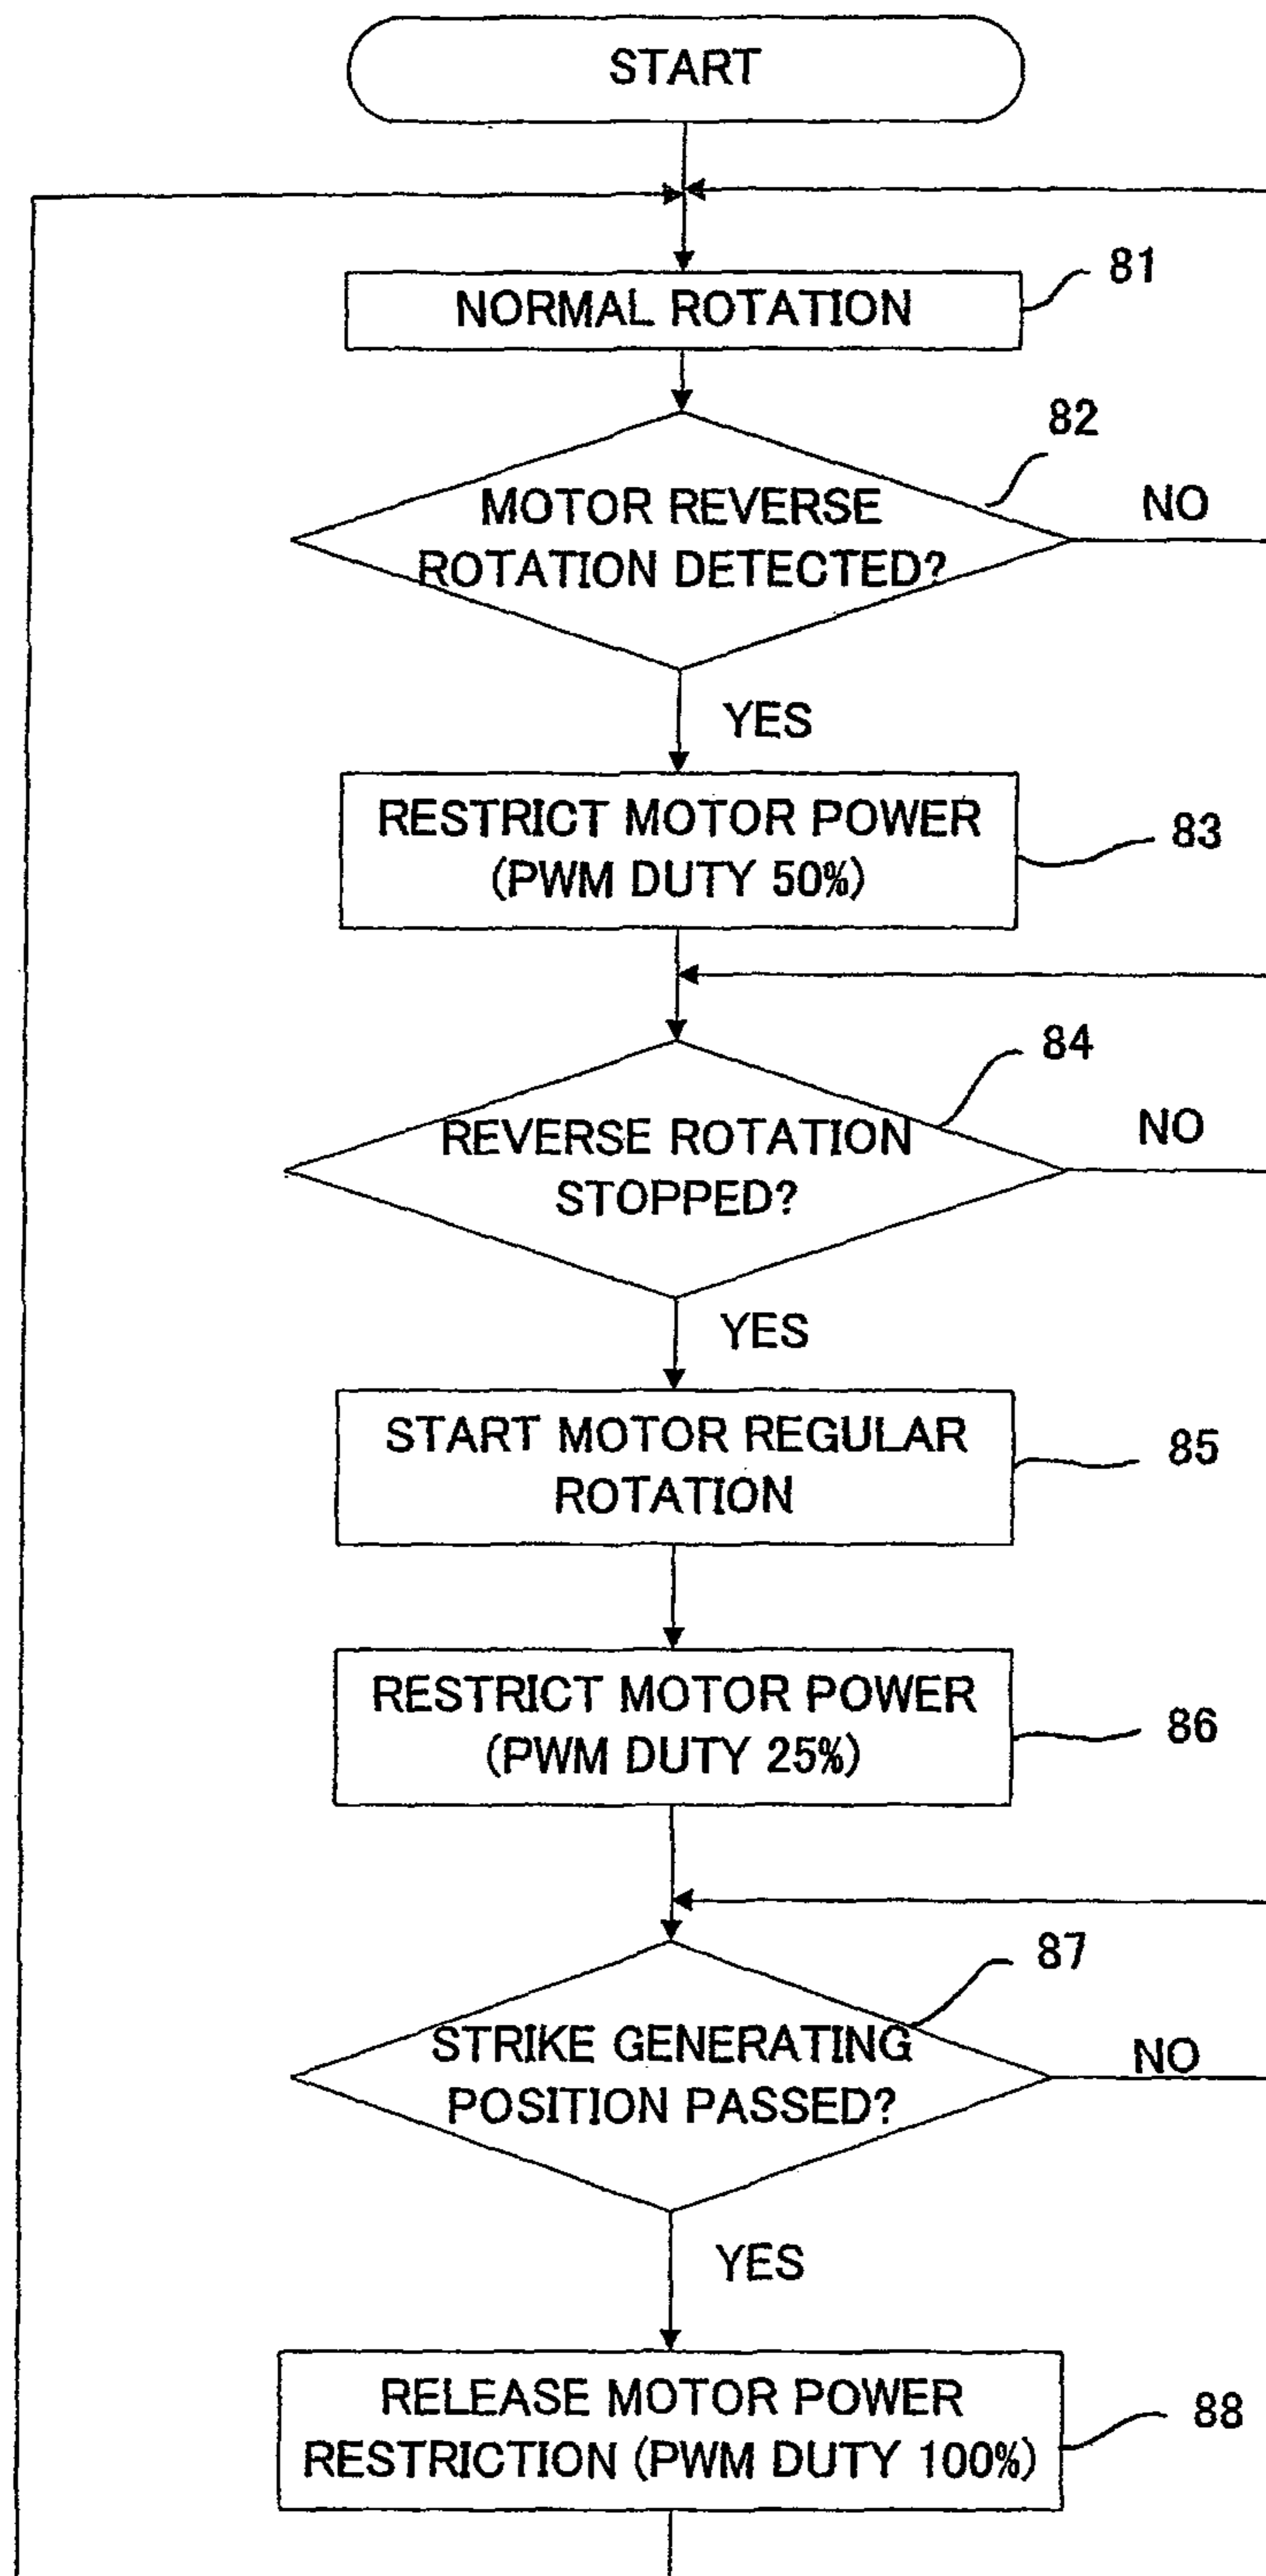 START
NORMAL ROTATION
81
82
MOTOR REVERSE
ROTATION DETECTED?
NO
YES
RESTRICT MOTOR POWER
(PWM DUTY 50%)
83
84
REVERSE ROTATION
STOPPED?
NO
YES
START MOTOR REGULAR
ROTATION
85
RESTRICT MOTOR POWER
(PWM DUTY 25%)
86
87
STRIKE GENERATING
POSITION PASSED?
NO
YES
RELEASE MOTOR POWER
RESTRICTION (PWM DUTY 100%)
88